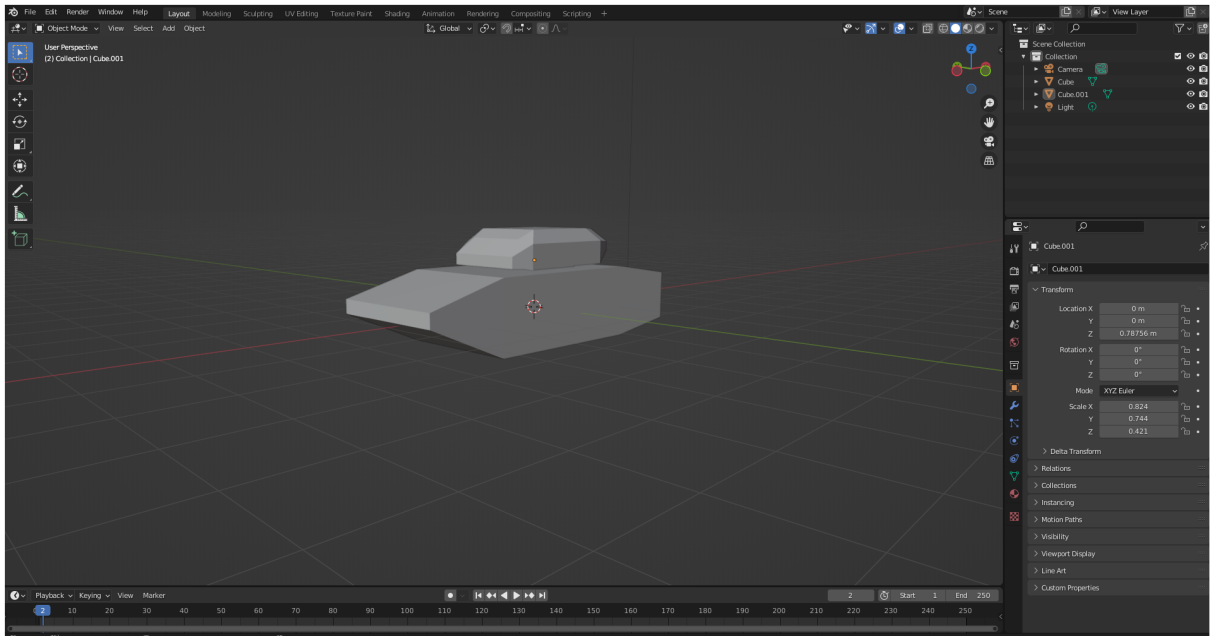 File Edit Render Window Help Layout Modeling Sculpting UV Editing Texture Paint Shading Animation Rendering Compositing Scripting + Scene View Layer
Object Mode View Select Add Object Global
User Perspective
(2) Collection | Cube.001
Z
Scene Collection
Collection
Camera
Cube
Cube.001
Light
Cube.001
Cube.001
Transform
Location X 0 m
Y 0 m
Z 0.78756 m
Rotation X 0°
Y 0°
Z 0°
Mode XYZ Euler
Scale X 0.824
Y 0.744
Z 0.421
Delta Transform
Relations
Collections
Instancing
Motion Paths
Visibility
Viewport Display
Line Art
Custom Properties
Playback Keying View Marker 2 Start 1 End 250
2 10 20 30 40 50 60 70 80 90 100 110 120 130 140 150 160 170 180 190 200 210 220 230 240 250